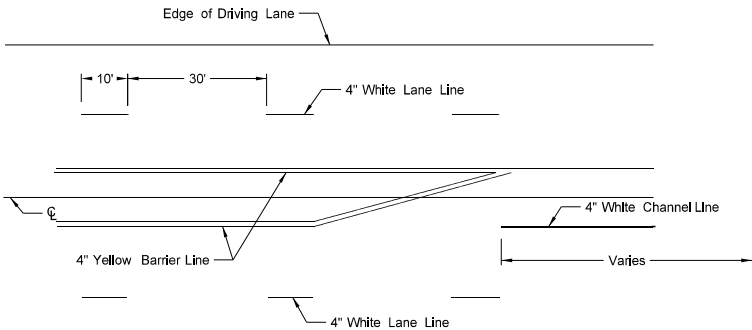 Edge of Driving Lane
10'
30'
4" White Lane Line
℄
4" White Channel Line
4" Yellow Barrier Line
Varies
4" White Lane Line